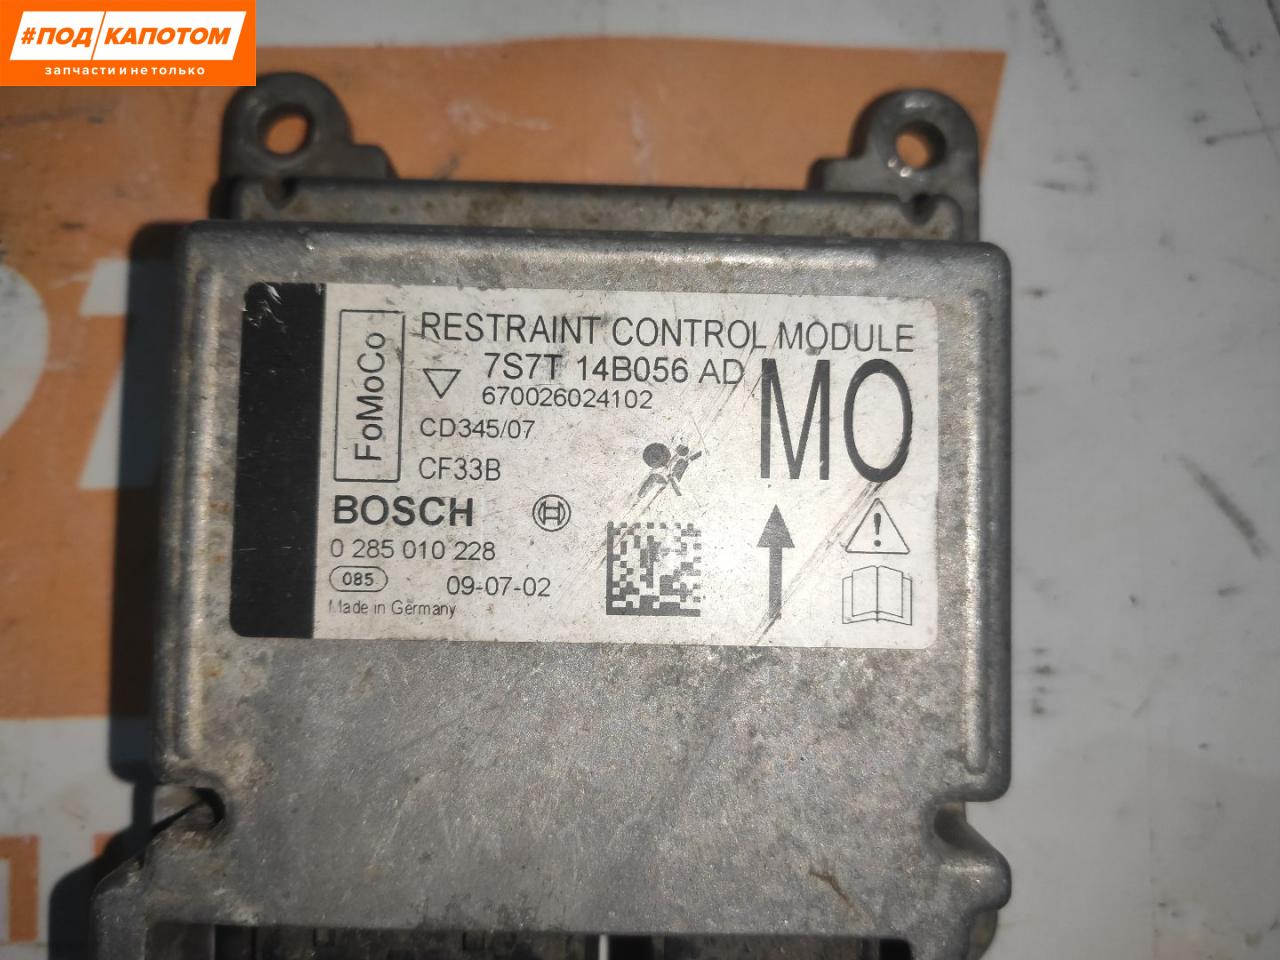 #ПОД КАПОТОМ
запчасти и не только
FoMoCo
RESTRAINT CONTROL MODULE
7S7T 14B056 AD
670026024102
MO
CD345/07
CF33B
BOSCH
0 285 010 228
085
09-07-02
Made in Germany